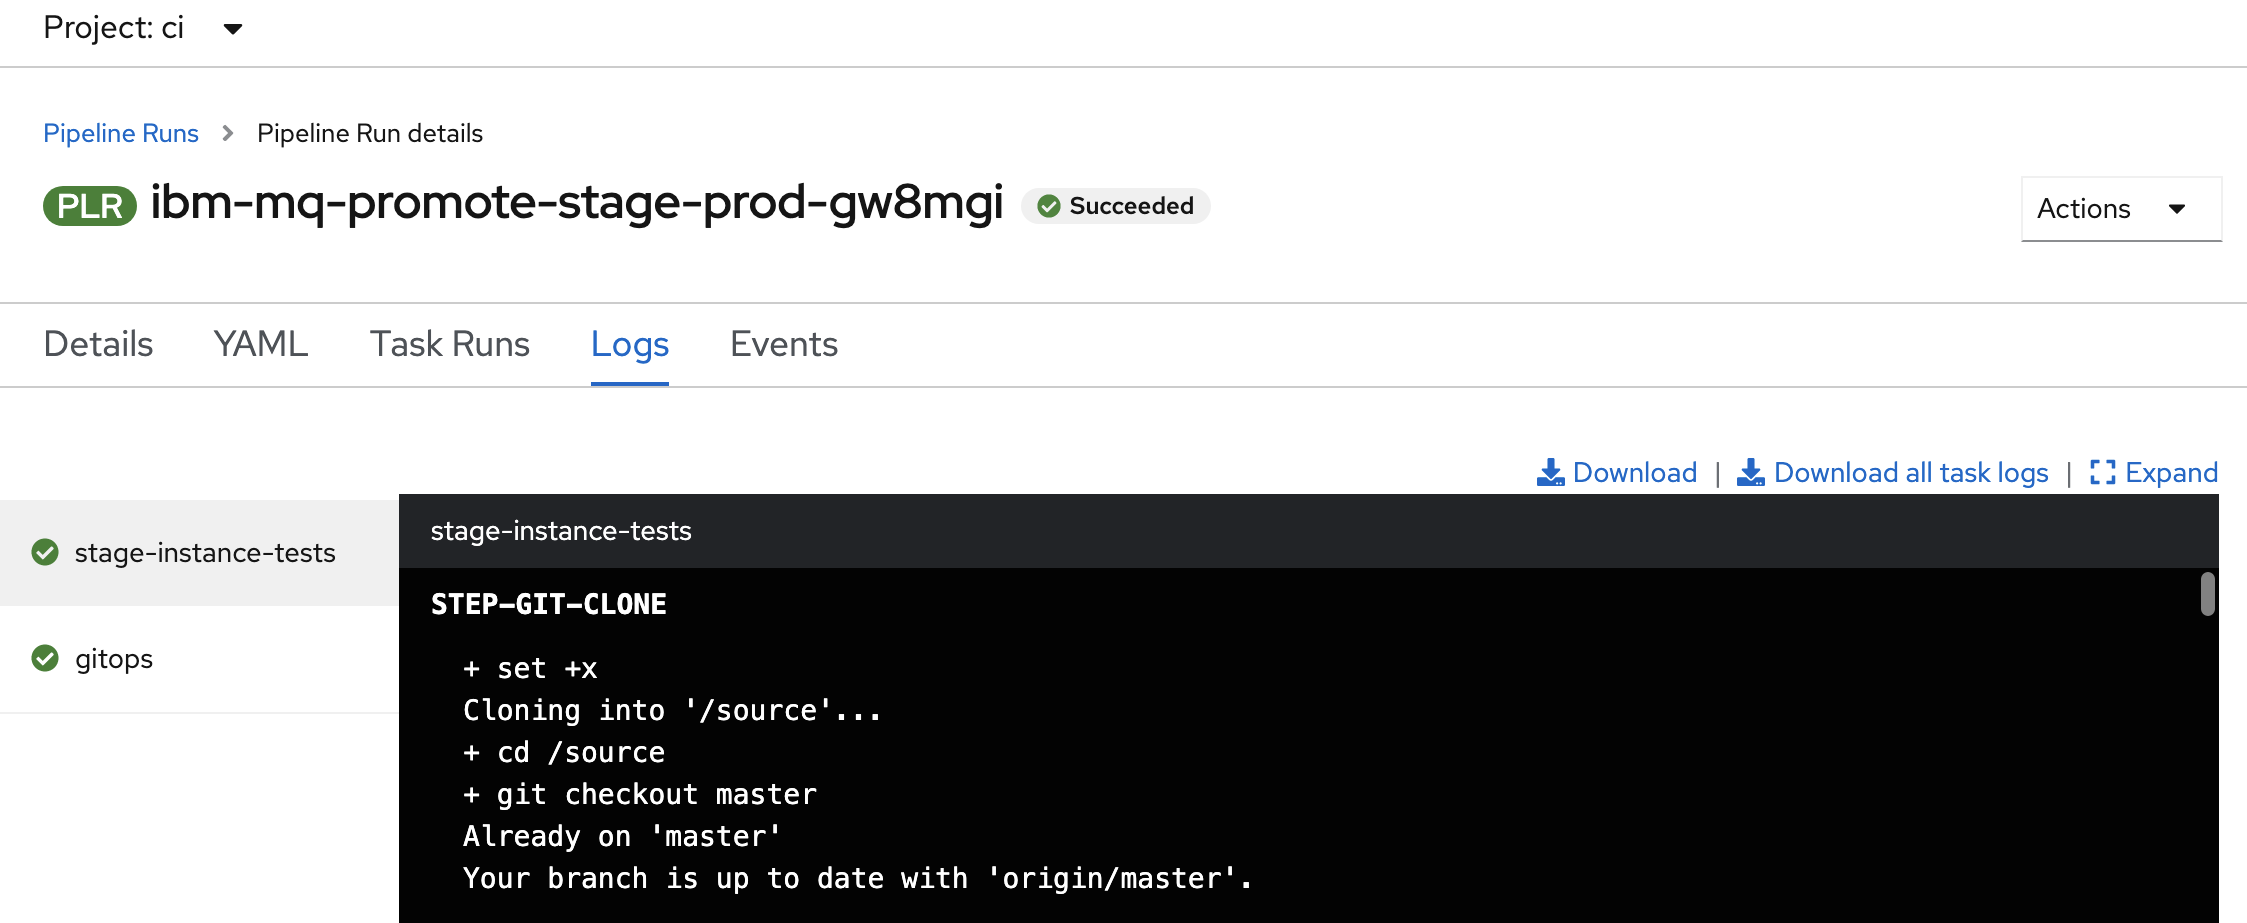 Project: ci
Pipeline Runs > Pipeline Run details
PLR ibm-mq-promote-stage-prod-gw8mgi Succeeded
Actions
Details YAML Task Runs Logs Events
Download | Download all task logs | Expand
stage-instance-tests
gitops
stage-instance-tests
STEP-GIT-CLONE
+ set +x
Cloning into '/source'...
+ cd /source
+ git checkout master
Already on 'master'
Your branch is up to date with 'origin/master'.